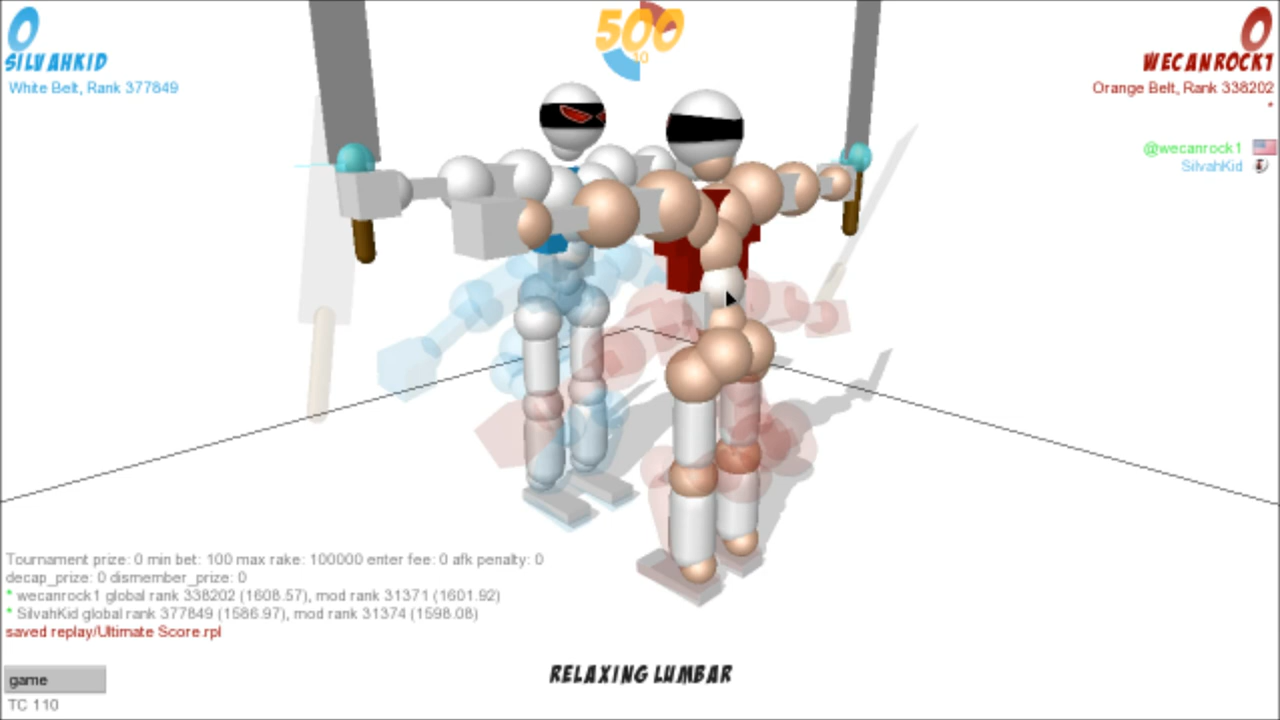 0
500
0
SILVAHKID
10
WECANROCK1
White Belt, Rank 377849
Orange Belt, Rank 338202
*
@wecanrock1
SilvahKid
Tournament prize: 0 min bet: 100 max rake: 100000 enter fee: 0 afk penalty: 0
decap_prize: 0 dismember_prize: 0
* wecanrock1 global rank 338202 (1608.57), mod rank 31371 (1601.92)
* SilvahKid global rank 377849 (1586.97), mod rank 31374 (1598.08)
saved replay/Ultimate Score.rpl
RELAXING LUMBAR
game
TC 110